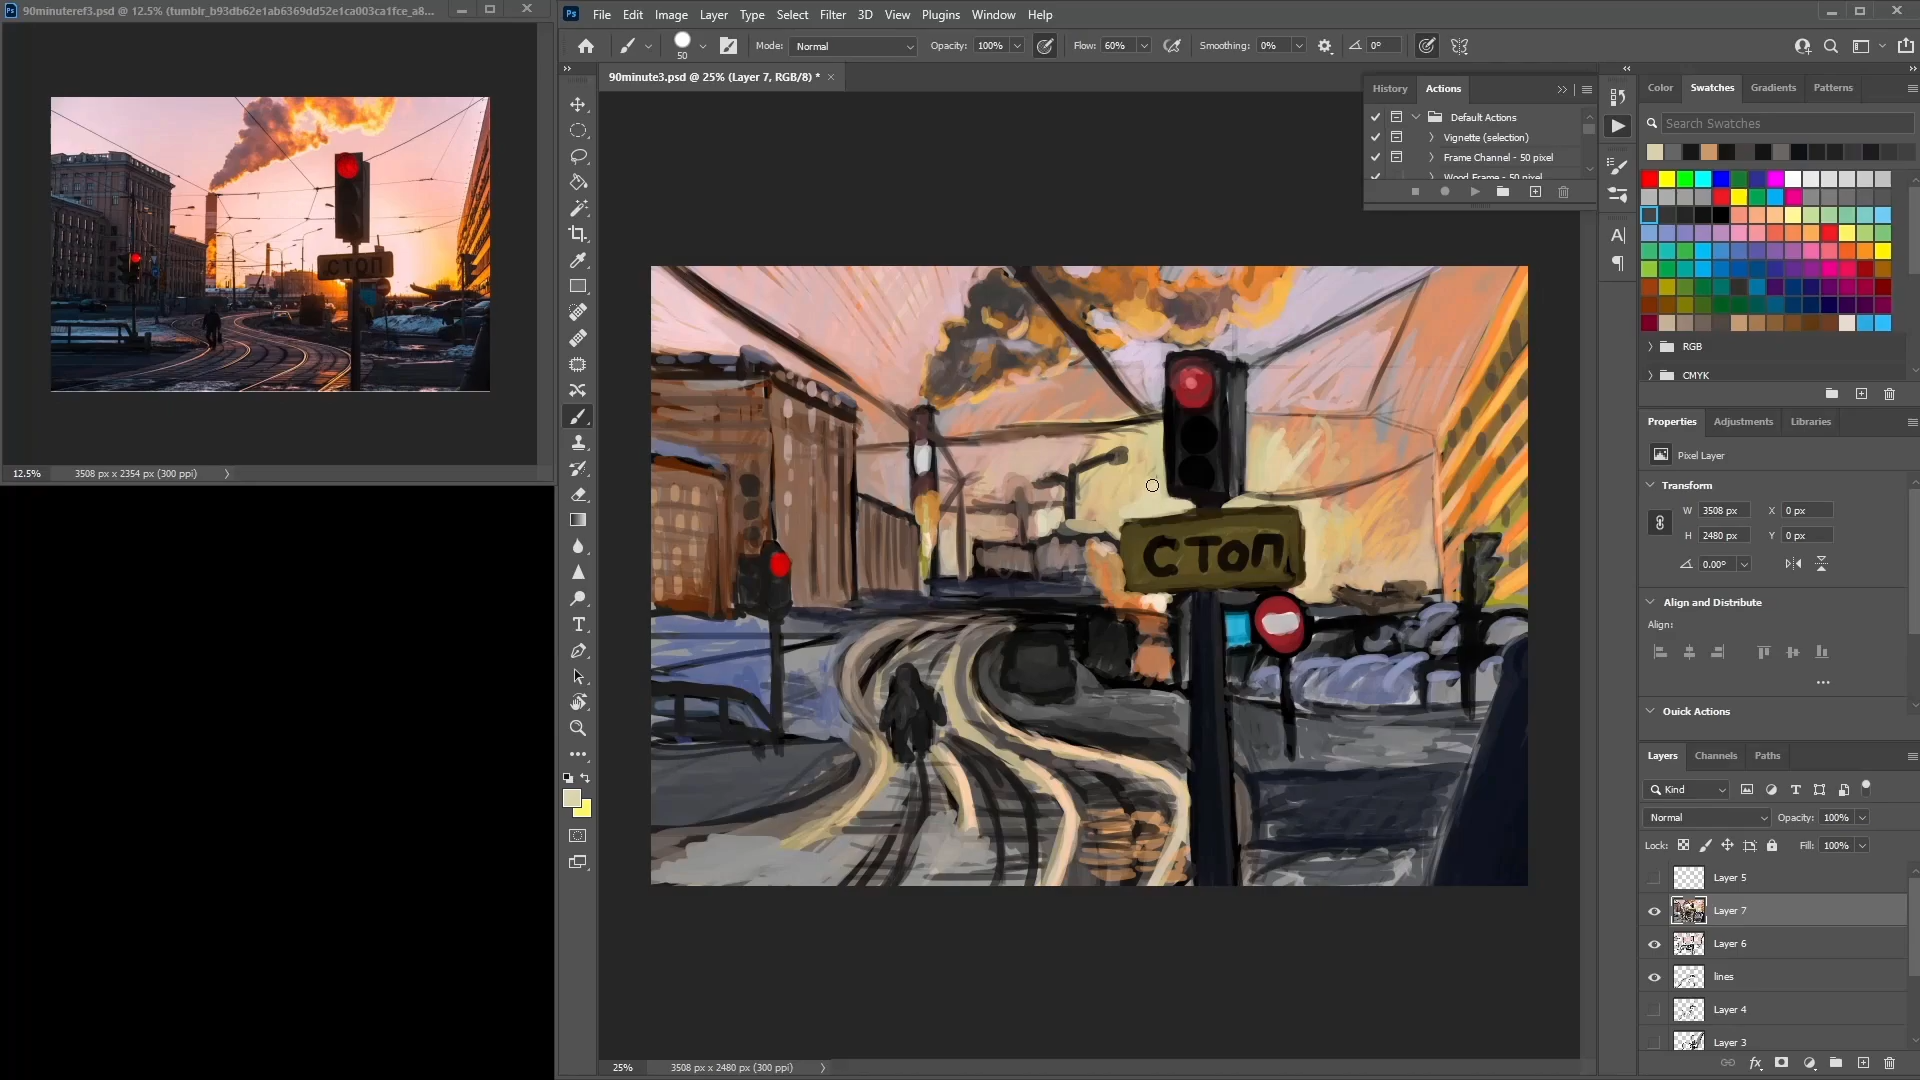 90minuteref3.psd @ 12.5% (tumblr_b93db62e1ab6369dd52e1ca003ca1fce_a8...
СТОП
12.5%
3508 px x 2354 px (300 ppi)
File Edit Image Layer Type Select Filter 3D View Plugins Window Help
50
Mode: Normal
Opacity: 100%
Flow: 60%
Smoothing: 0%
0°
90minute3.psd @ 25% (Layer 7, RGB/8) *
History Actions
Default Actions
Vignette (selection)
Frame Channel - 50 pixel
Wood Frame - 50 pixel
СТОП
25%
3508 px x 2480 px (300 ppi)
Color Swatches Gradients Patterns
Search Swatches
RGB
CMYK
Properties Adjustments Libraries
Pixel Layer
Transform
W 3508 px X 0 px
H 2480 px Y 0 px
0.00°
Align and Distribute
Align:
Quick Actions
Layers Channels Paths
Kind
Normal Opacity: 100%
Lock: Fill: 100%
Layer 5
Layer 7
Layer 6
lines
Layer 4
Layer 3